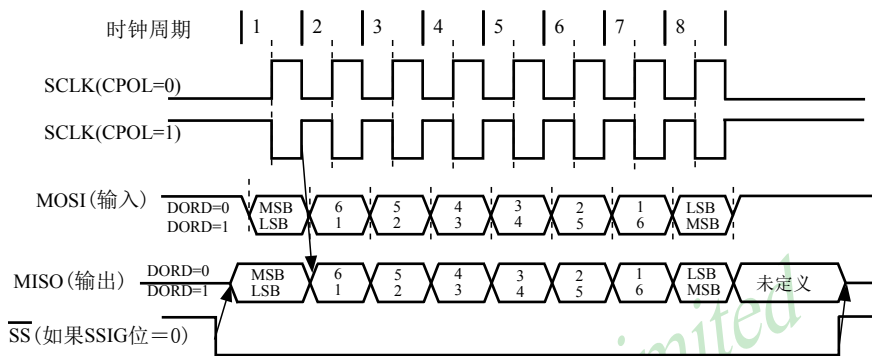 时钟周期 1 2 3 4 5 6 7 8
SCLK(CPOL=0)
SCLK(CPOL=1)
MOSI(输入) DORD=0 MSB 6 5 4 3 2 1 LSB
DORD=1 LSB 1 2 3 4 5 6 MSB
MISO(输出) DORD=0 MSB 6 5 4 3 2 1 LSB 未定义
DORD=1 LSB 1 2 3 4 5 6 MSB
SS(如果SSIG位=0)
imited